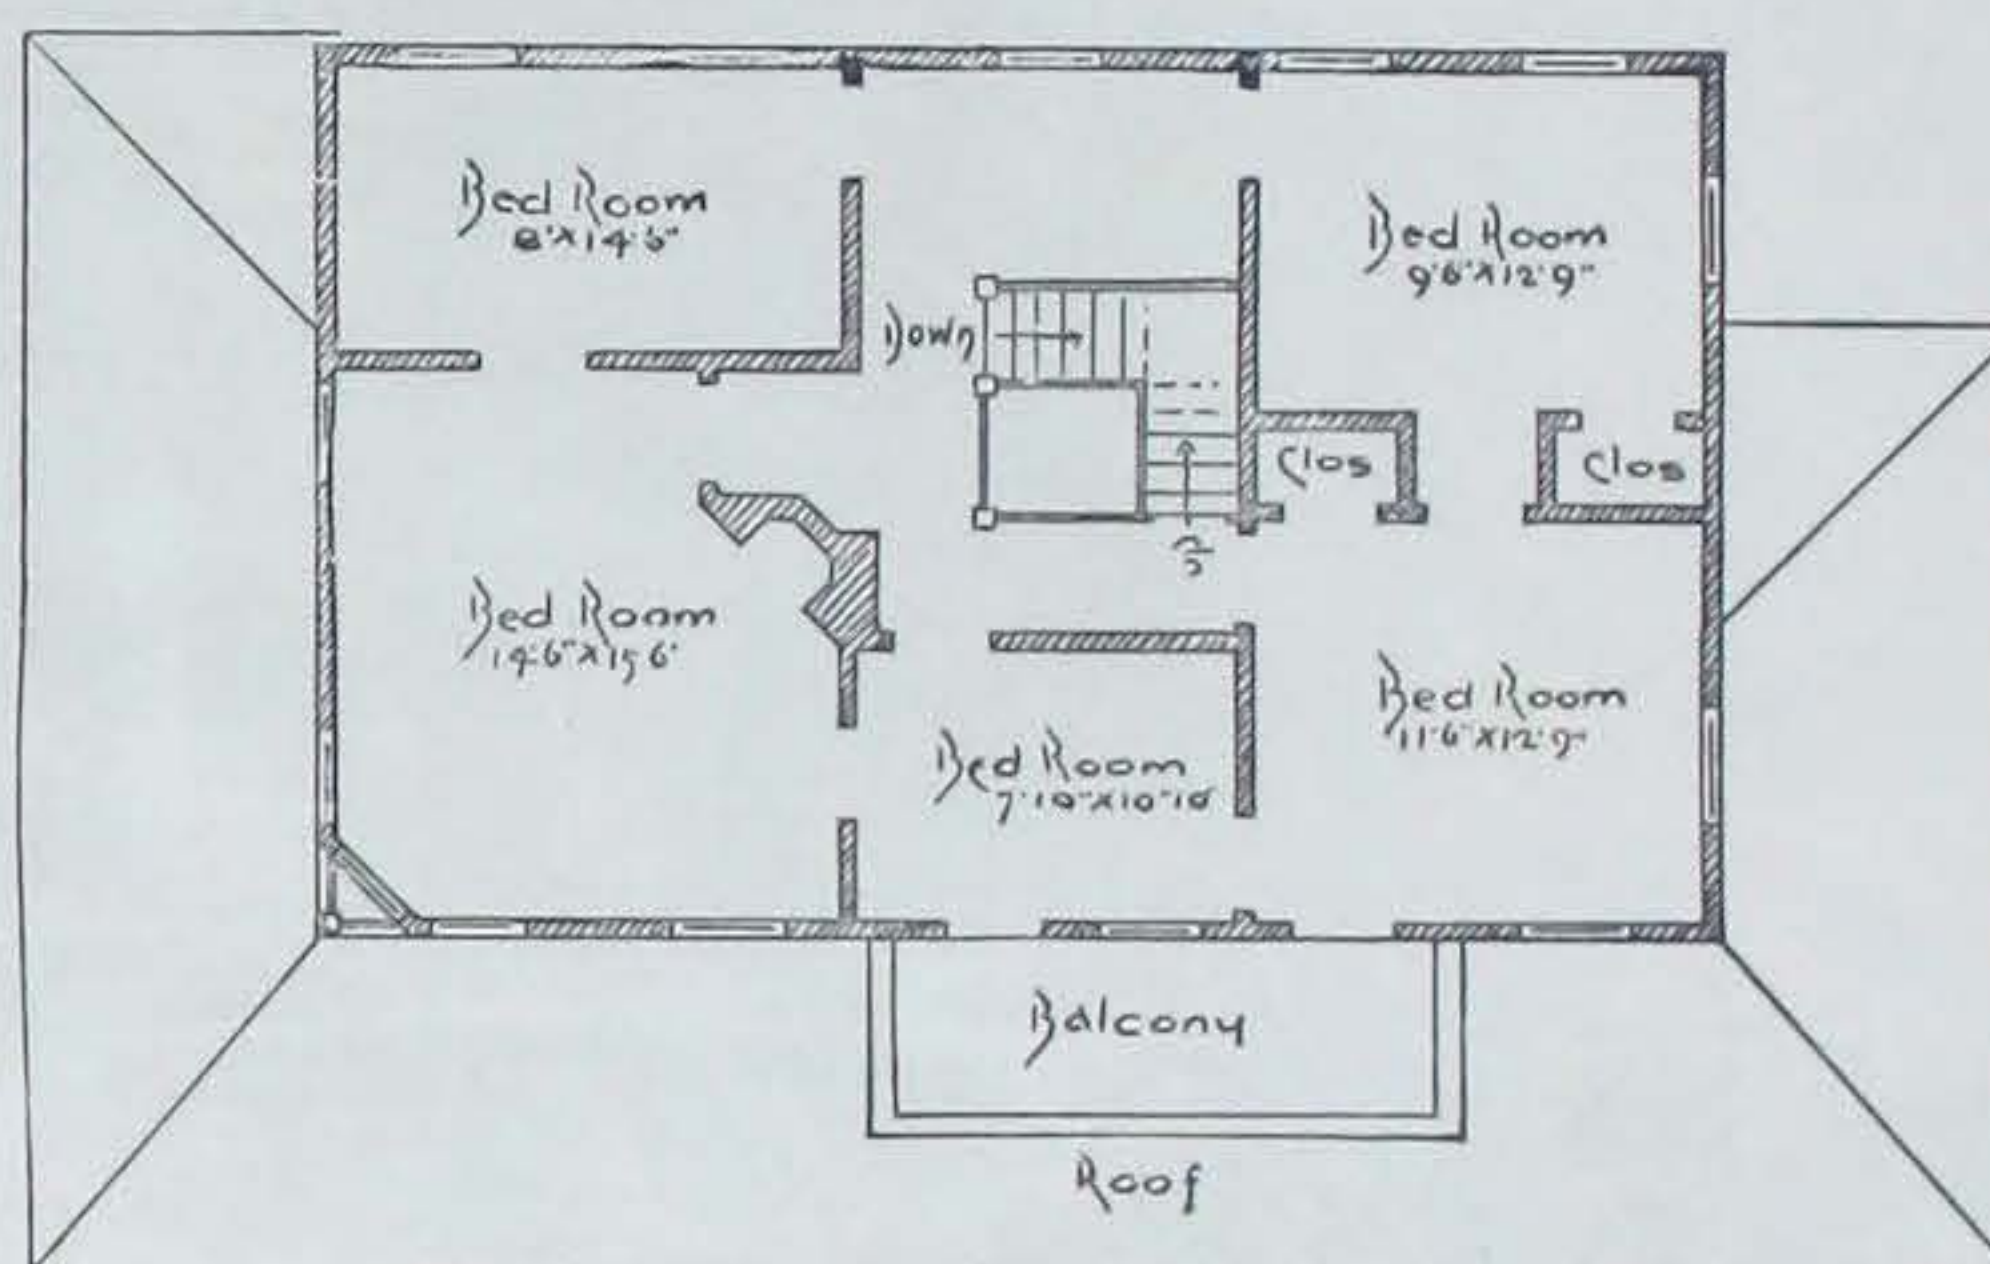 Bed Room
8'x14'6"
Bed Room
9'6"x12'9"
Down
Clos
Clos
Up
Bed Room
14'6"x15'6"
Bed Room
11'6"x12'9"
Bed Room
7'10"x10'10"
Balcony
Roof